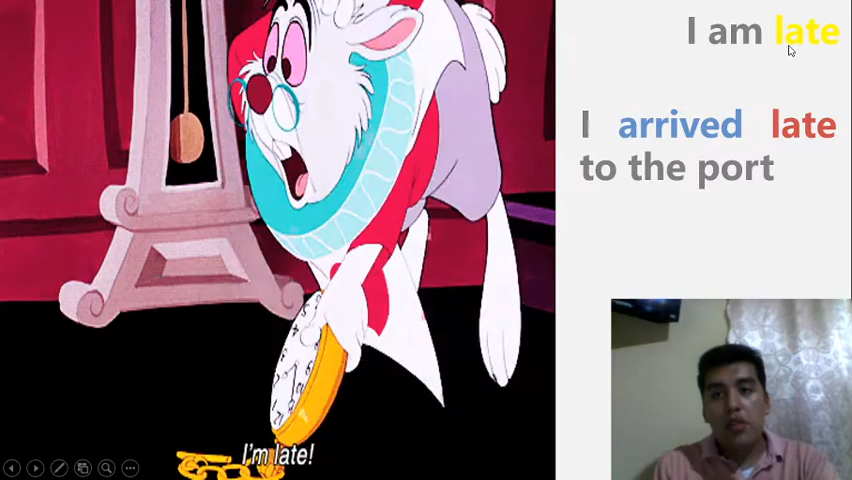 I am late
I arrived late
to the port
I'm late!